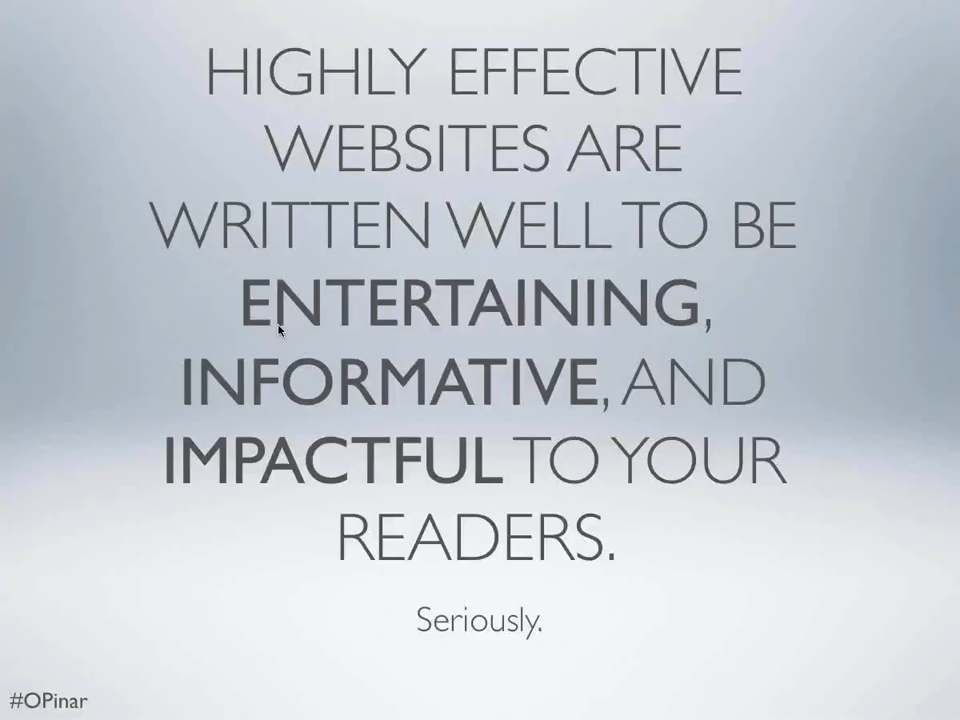 HIGHLY EFFECTIVE
WEBSITES ARE
WRITTEN WELL TO BE
ENTERTAINING,
INFORMATIVE, AND
IMPACTFUL TO YOUR
READERS.
Seriously.
#OPinar